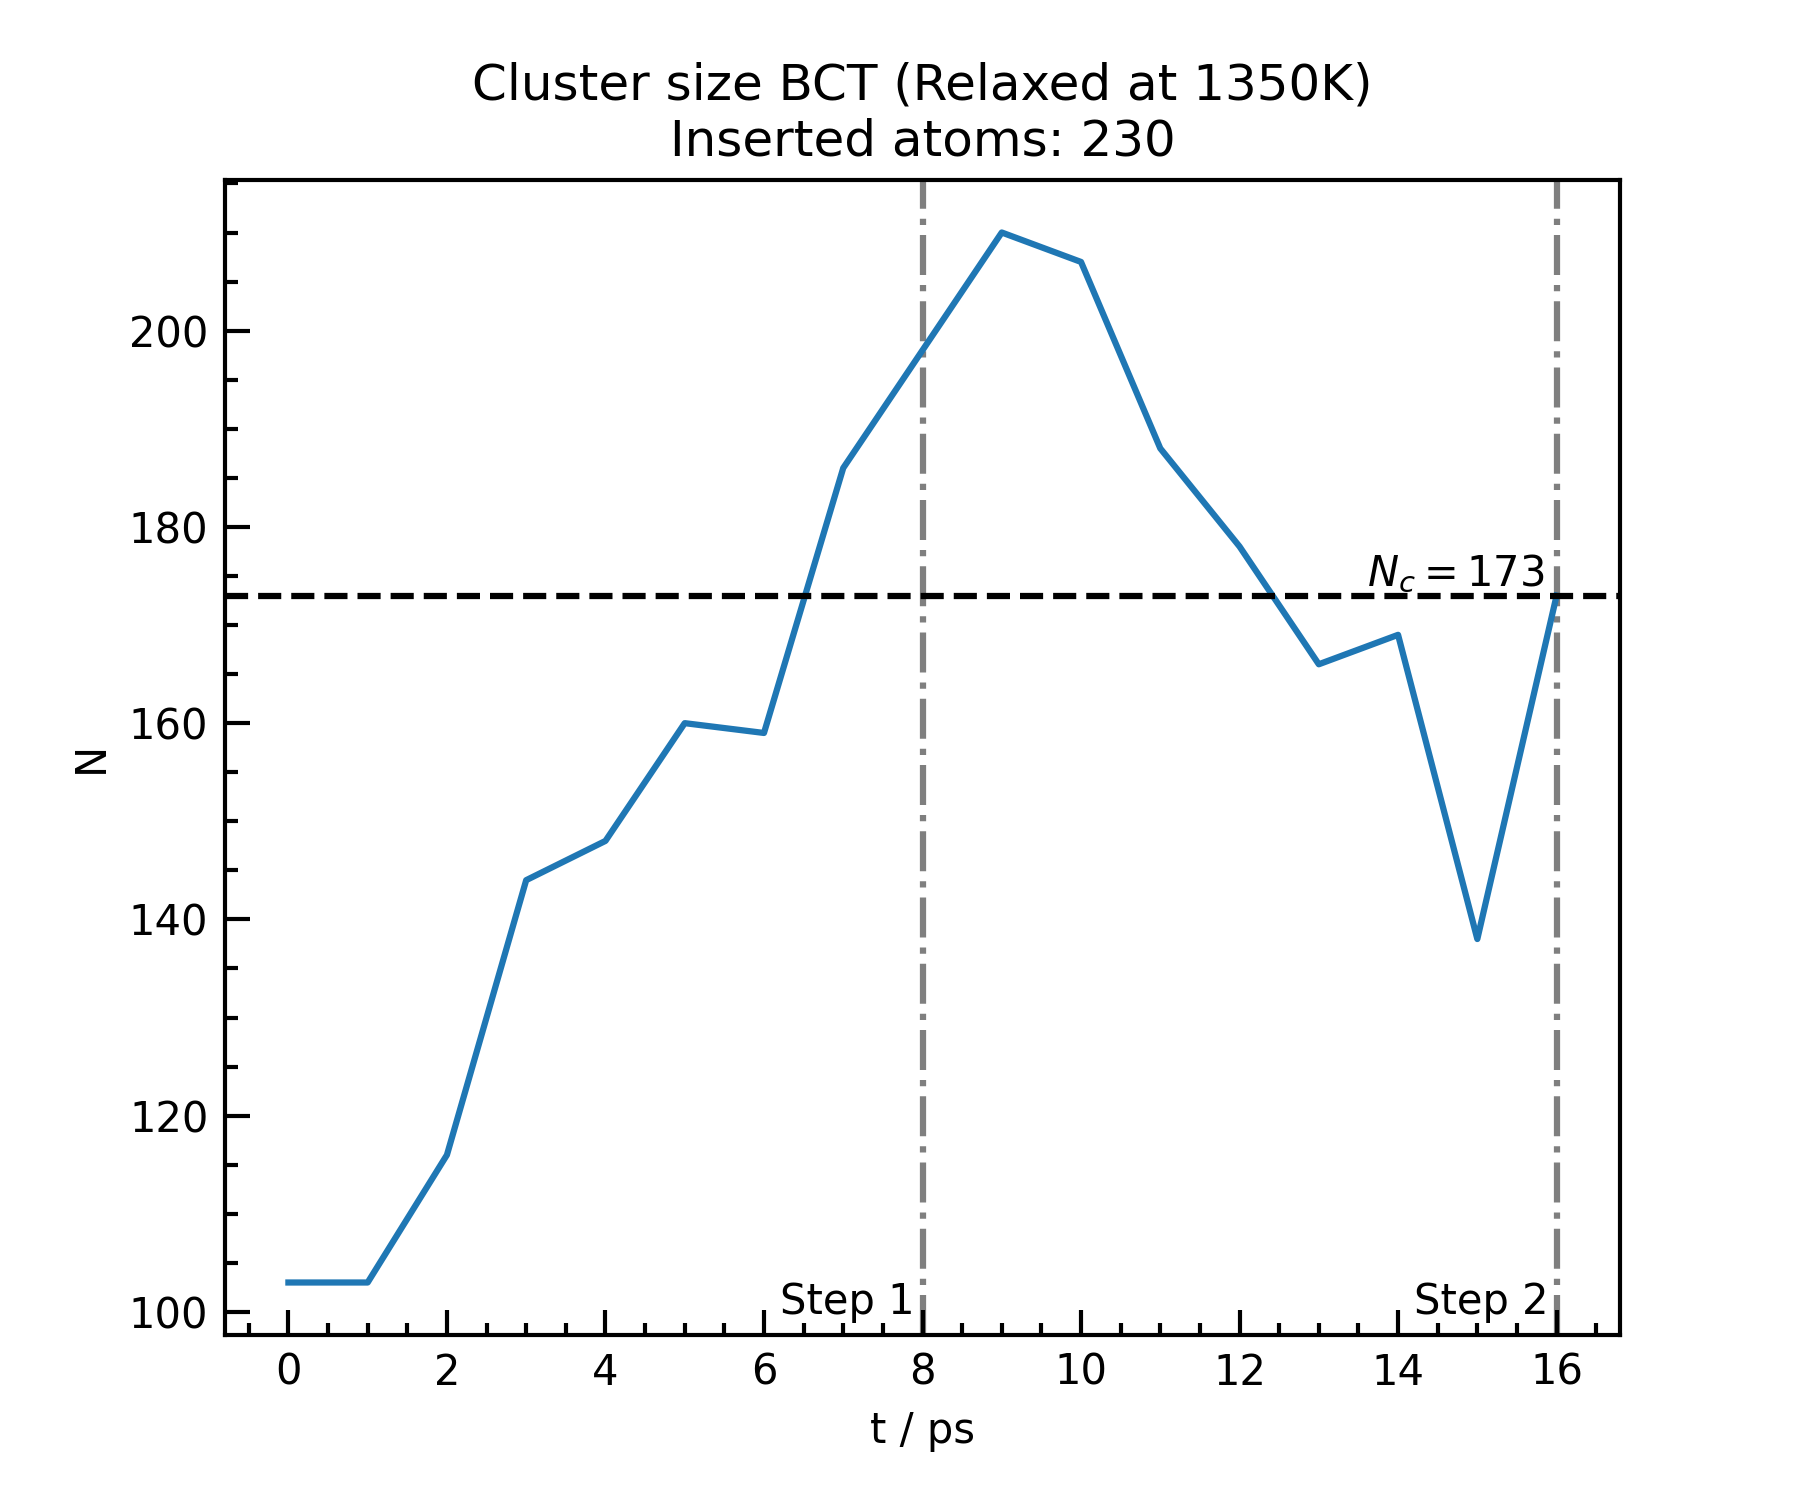 Cluster size BCT (Relaxed at 1350K)
Inserted atoms: 230
200
180
N_c = 173
160
N
140
120
Step 1 Step 2
100
0 2 4 6 8 10 12 14 16
t / ps